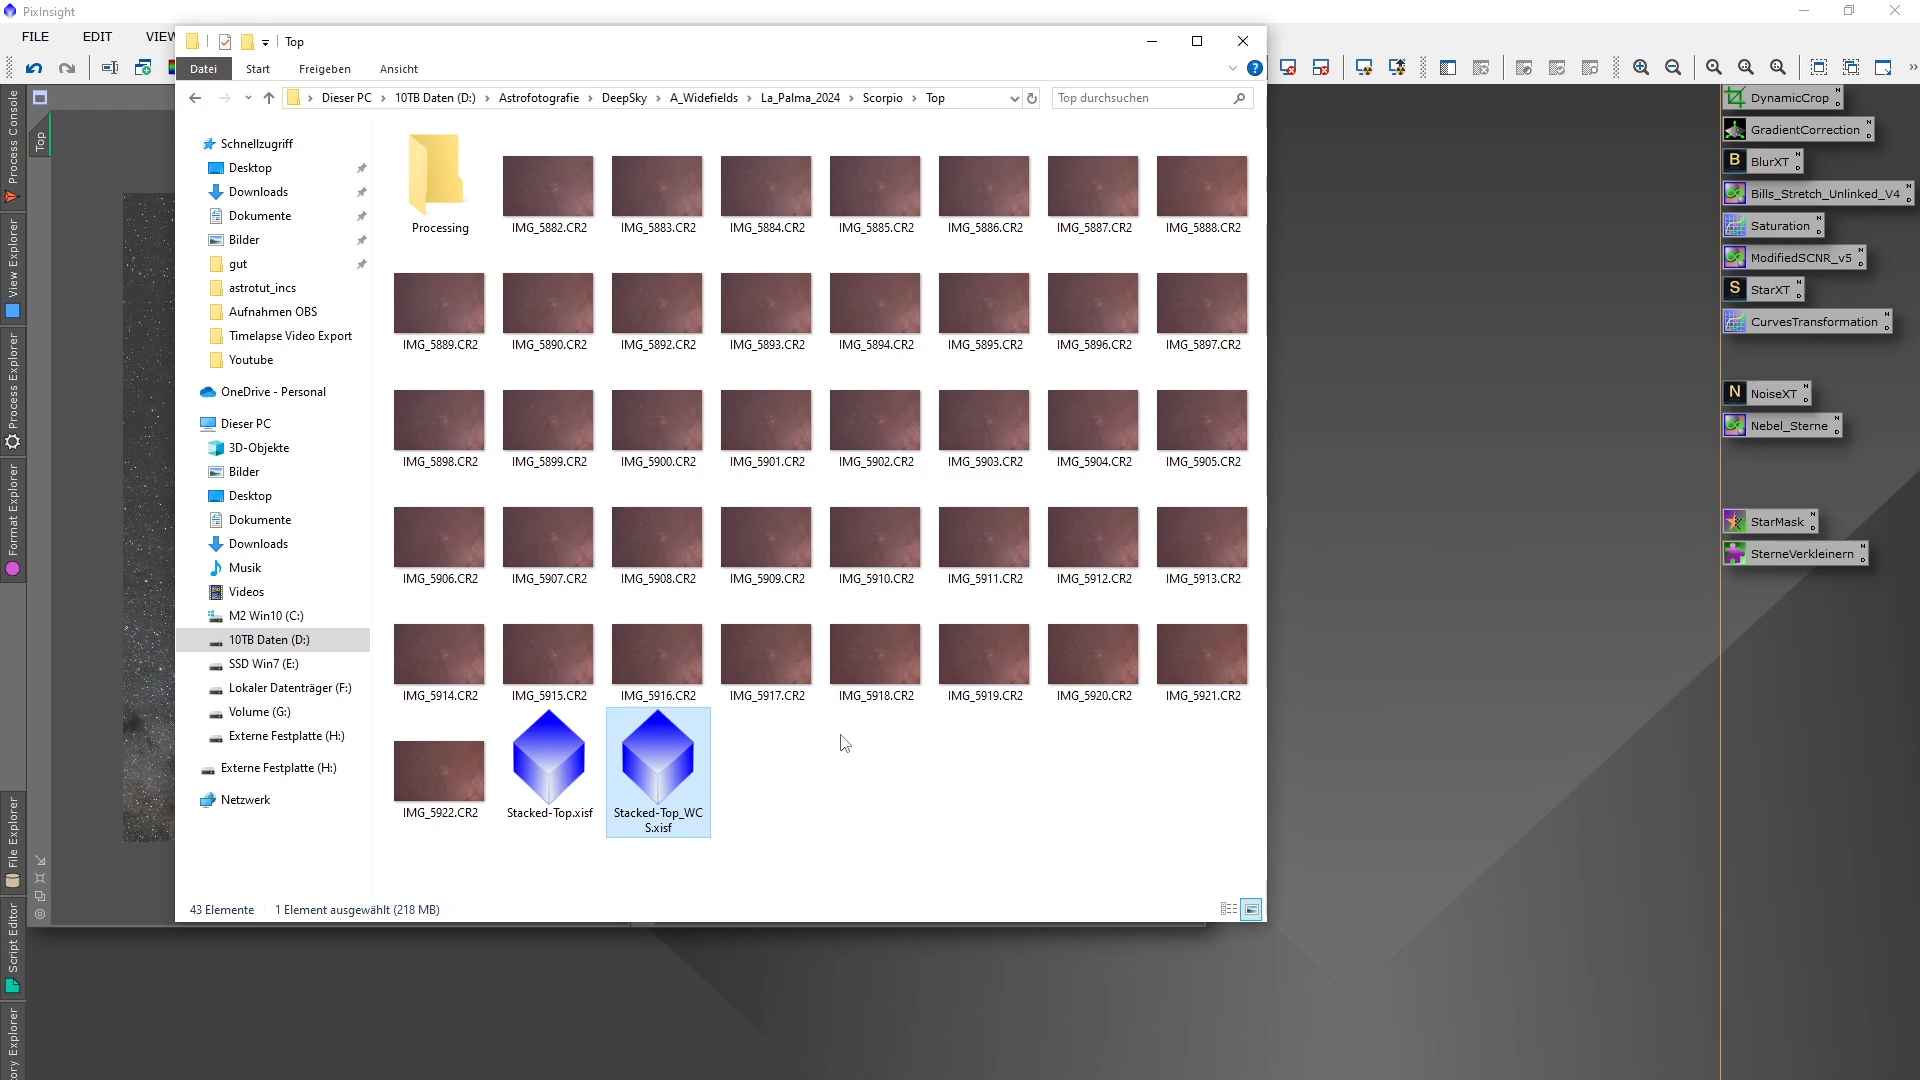 PixInsight
FILE EDIT VIEW
Top
Datei Start Freigeben Ansicht
Dieser PC 10TB Daten (D:) Astrofotografie DeepSky A_Widefields La_Palma_2024 Scorpio Top
Top durchsuchen
Process Console
View Explorer
Process Explorer
Format Explorer
File Explorer
Script Editor
ory Explorer
Top
Schnellzugriff
Desktop
Downloads
Dokumente
Bilder
gut
astrotut_incs
Aufnahmen OBS
Timelapse Video Export
Youtube
OneDrive - Personal
Dieser PC
3D-Objekte
Bilder
Desktop
Dokumente
Downloads
Musik
Videos
M2 Win10 (C:)
10TB Daten (D:)
SSD Win7 (E:)
Lokaler Datenträger (F:)
Volume (G:)
Externe Festplatte (H:)
Externe Festplatte (H:)
Netzwerk
Processing IMG_5882.CR2 IMG_5883.CR2 IMG_5884.CR2 IMG_5885.CR2 IMG_5886.CR2 IMG_5887.CR2 IMG_5888.CR2
IMG_5889.CR2 IMG_5890.CR2 IMG_5892.CR2 IMG_5893.CR2 IMG_5894.CR2 IMG_5895.CR2 IMG_5896.CR2 IMG_5897.CR2
IMG_5898.CR2 IMG_5899.CR2 IMG_5900.CR2 IMG_5901.CR2 IMG_5902.CR2 IMG_5903.CR2 IMG_5904.CR2 IMG_5905.CR2
IMG_5906.CR2 IMG_5907.CR2 IMG_5908.CR2 IMG_5909.CR2 IMG_5910.CR2 IMG_5911.CR2 IMG_5912.CR2 IMG_5913.CR2
IMG_5914.CR2 IMG_5915.CR2 IMG_5916.CR2 IMG_5917.CR2 IMG_5918.CR2 IMG_5919.CR2 IMG_5920.CR2 IMG_5921.CR2
IMG_5922.CR2 Stacked-Top.xisf Stacked-Top_WC
S.xisf
43 Elemente 1 Element ausgewählt (218 MB)
DynamicCrop
GradientCorrection
B BlurXT
Bills_Stretch_Unlinked_V4
Saturation
ModifiedSCNR_v5
S StarXT
CurvesTransformation
N NoiseXT
Nebel_Sterne
StarMask
SterneVerkleinern